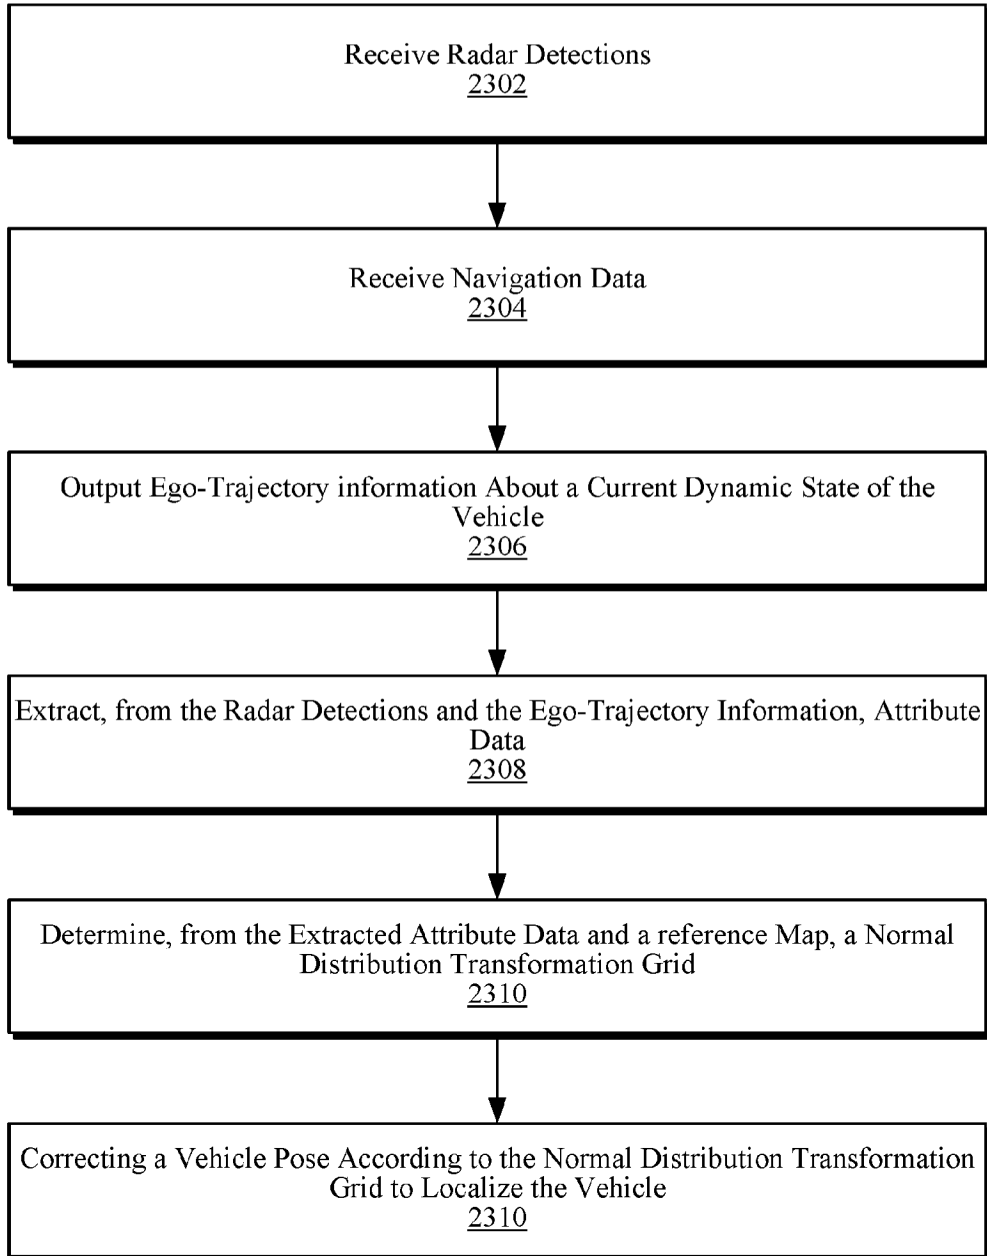 Receive Radar Detections
2302
Receive Navigation Data
2304
Output Ego-Trajectory information About a Current Dynamic State of the
Vehicle
2306
Extract, from the Radar Detections and the Ego-Trajectory Information, Attribute
Data
2308
Determine, from the Extracted Attribute Data and a reference Map, a Normal
Distribution Transformation Grid
2310
Correcting a Vehicle Pose According to the Normal Distribution Transformation
Grid to Localize the Vehicle
2310